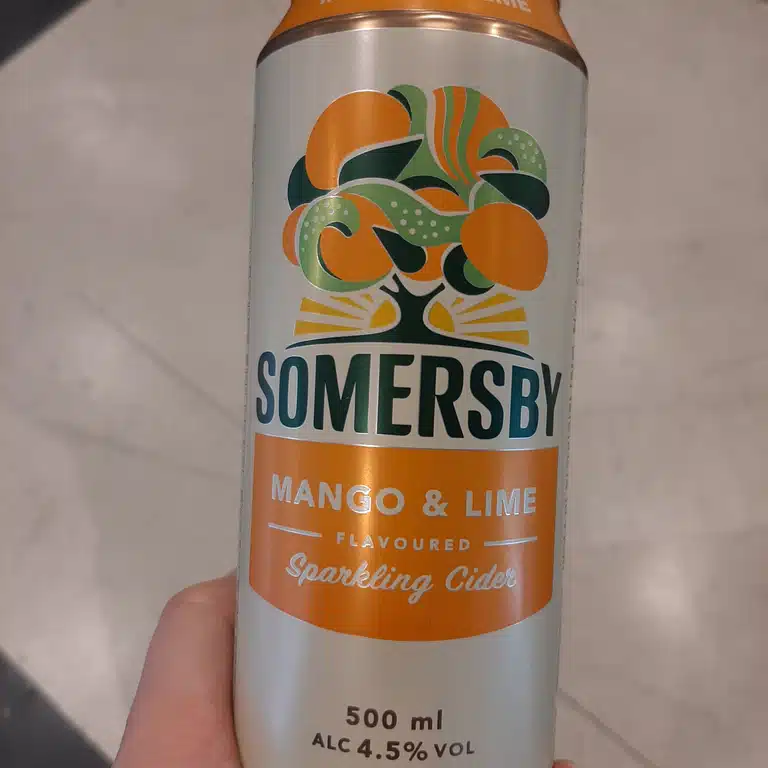 SOMERSBY
MANGO & LIME
FLAVOURED
Sparkling Cider
500 ml
ALC 4.5% VOL